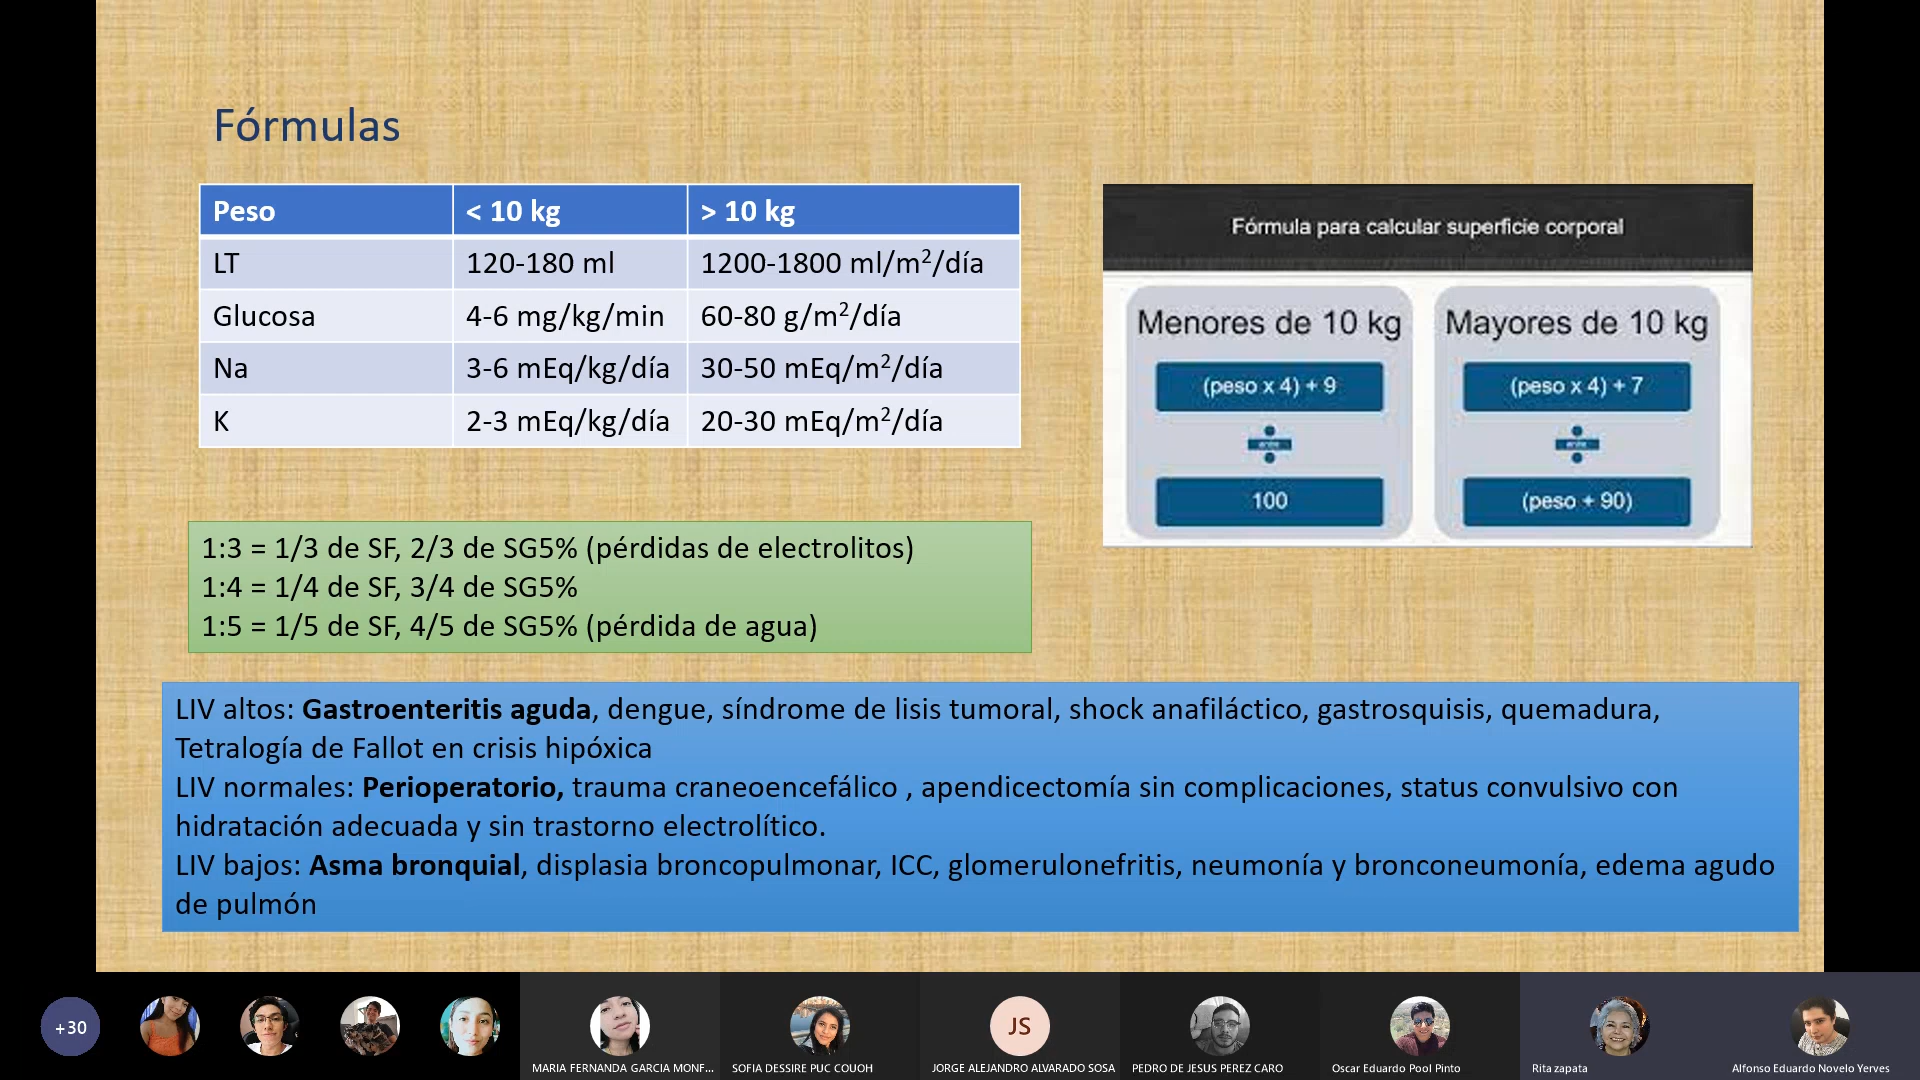 Fórmulas
Peso < 10 kg > 10 kg
LT 120-180 ml 1200-1800 ml/m²/día
Glucosa 4-6 mg/kg/min 60-80 g/m²/día
Na 3-6 mEq/kg/día 30-50 mEq/m²/día
K 2-3 mEq/kg/día 20-30 mEq/m²/día
Fórmula para calcular superficie corporal
Menores de 10 kg
(peso x 4) + 9
100
Mayores de 10 kg
(peso x 4) + 7
(peso + 90)
1:3 = 1/3 de SF, 2/3 de SG5% (pérdidas de electrolitos)
1:4 = 1/4 de SF, 3/4 de SG5%
1:5 = 1/5 de SF, 4/5 de SG5% (pérdida de agua)
LIV altos: Gastroenteritis aguda, dengue, síndrome de lisis tumoral, shock anafiláctico, gastrosquisis, quemadura,
Tetralogía de Fallot en crisis hipóxica
LIV normales: Perioperatorio, trauma craneoencefálico , apendicectomía sin complicaciones, status convulsivo con
hidratación adecuada y sin trastorno electrolítico.
LIV bajos: Asma bronquial, displasia broncopulmonar, ICC, glomerulonefritis, neumonía y bronconeumonía, edema agudo
de pulmón
+30
JS
MARIA FERNANDA GARCIA MONF...
SOFIA DESSIRE PUC COUOH
JORGE ALEJANDRO ALVARADO SOSA
PEDRO DE JESUS PEREZ CARO
Oscar Eduardo Pool Pinto
Rita zapata
Alfonso Eduardo Novelo Yerves